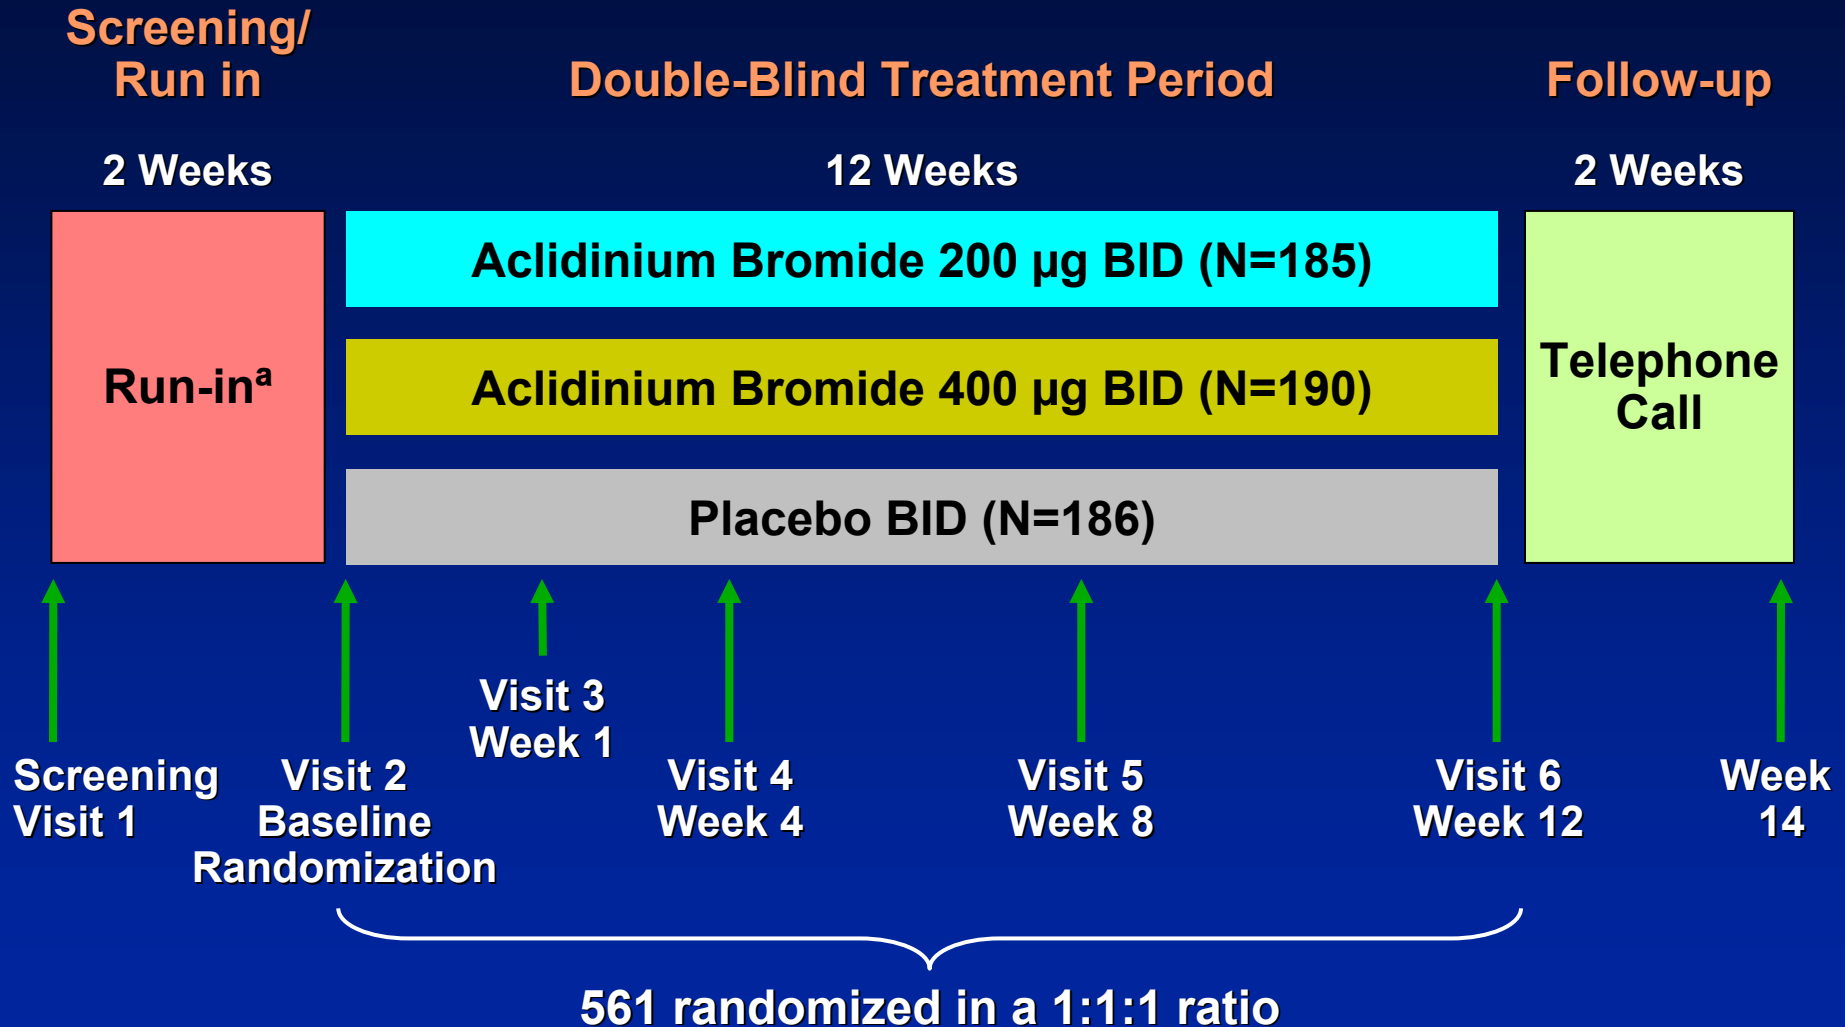 Screening/
Run in
Double-Blind Treatment Period
Follow-up
2 Weeks
12 Weeks
2 Weeks
Run-inᵃ
Aclidinium Bromide 200 µg BID (N=185)
Aclidinium Bromide 400 µg BID (N=190)
Placebo BID (N=186)
Telephone
Call
Screening
Visit 1
Visit 2
Baseline
Randomization
Visit 3
Week 1
Visit 4
Week 4
Visit 5
Week 8
Visit 6
Week 12
Week
14
561 randomized in a 1:1:1 ratio